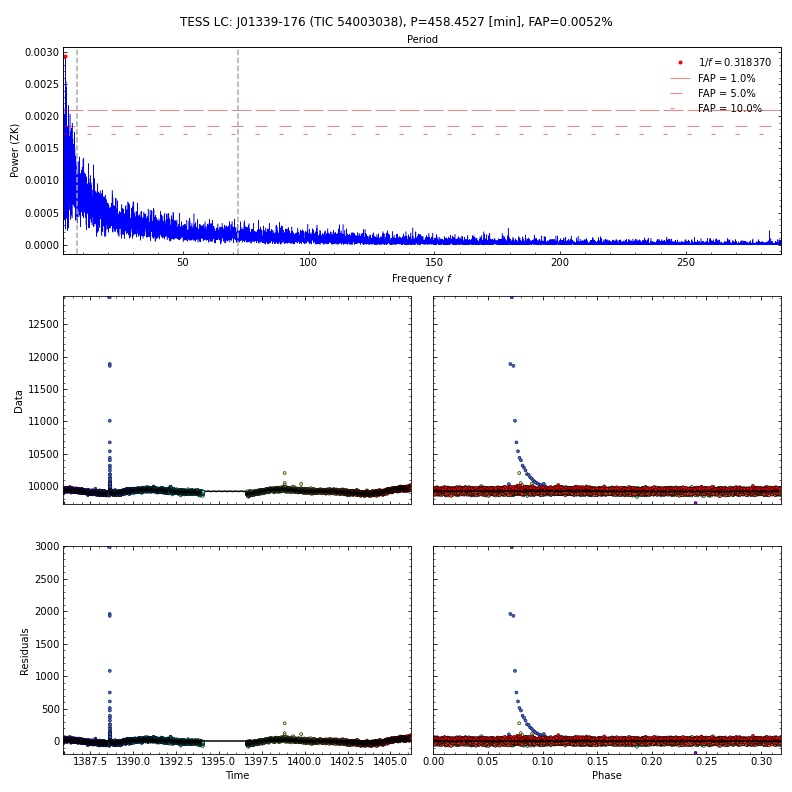 TESS LC: J01339-176 (TIC 54003038), P=458.4527 [min], FAP=0.0052%
Period
Power (ZK)
0.0030
0.0025
0.0020
0.0015
0.0010
0.0005
0.0000
1/f = 0.318370
FAP = 1.0%
FAP = 5.0%
FAP = 10.0%
50 100 150 200 250
Frequency f
Data
12500
12000
11500
11000
10500
10000
Residuals
3000
2500
2000
1500
1000
500
0
1387.5 1390.0 1392.5 1395.0 1397.5 1400.0 1402.5 1405.0
Time
0.00 0.05 0.10 0.15 0.20 0.25 0.30
Phase